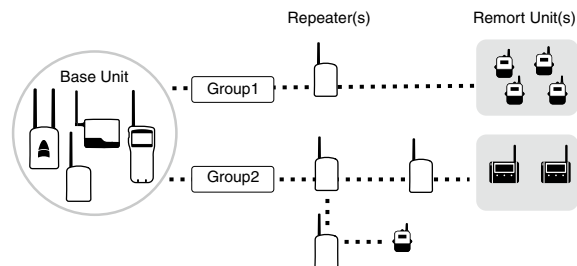 Repeater(s)
Remort Unit(s)
Base Unit
Group1
Group2